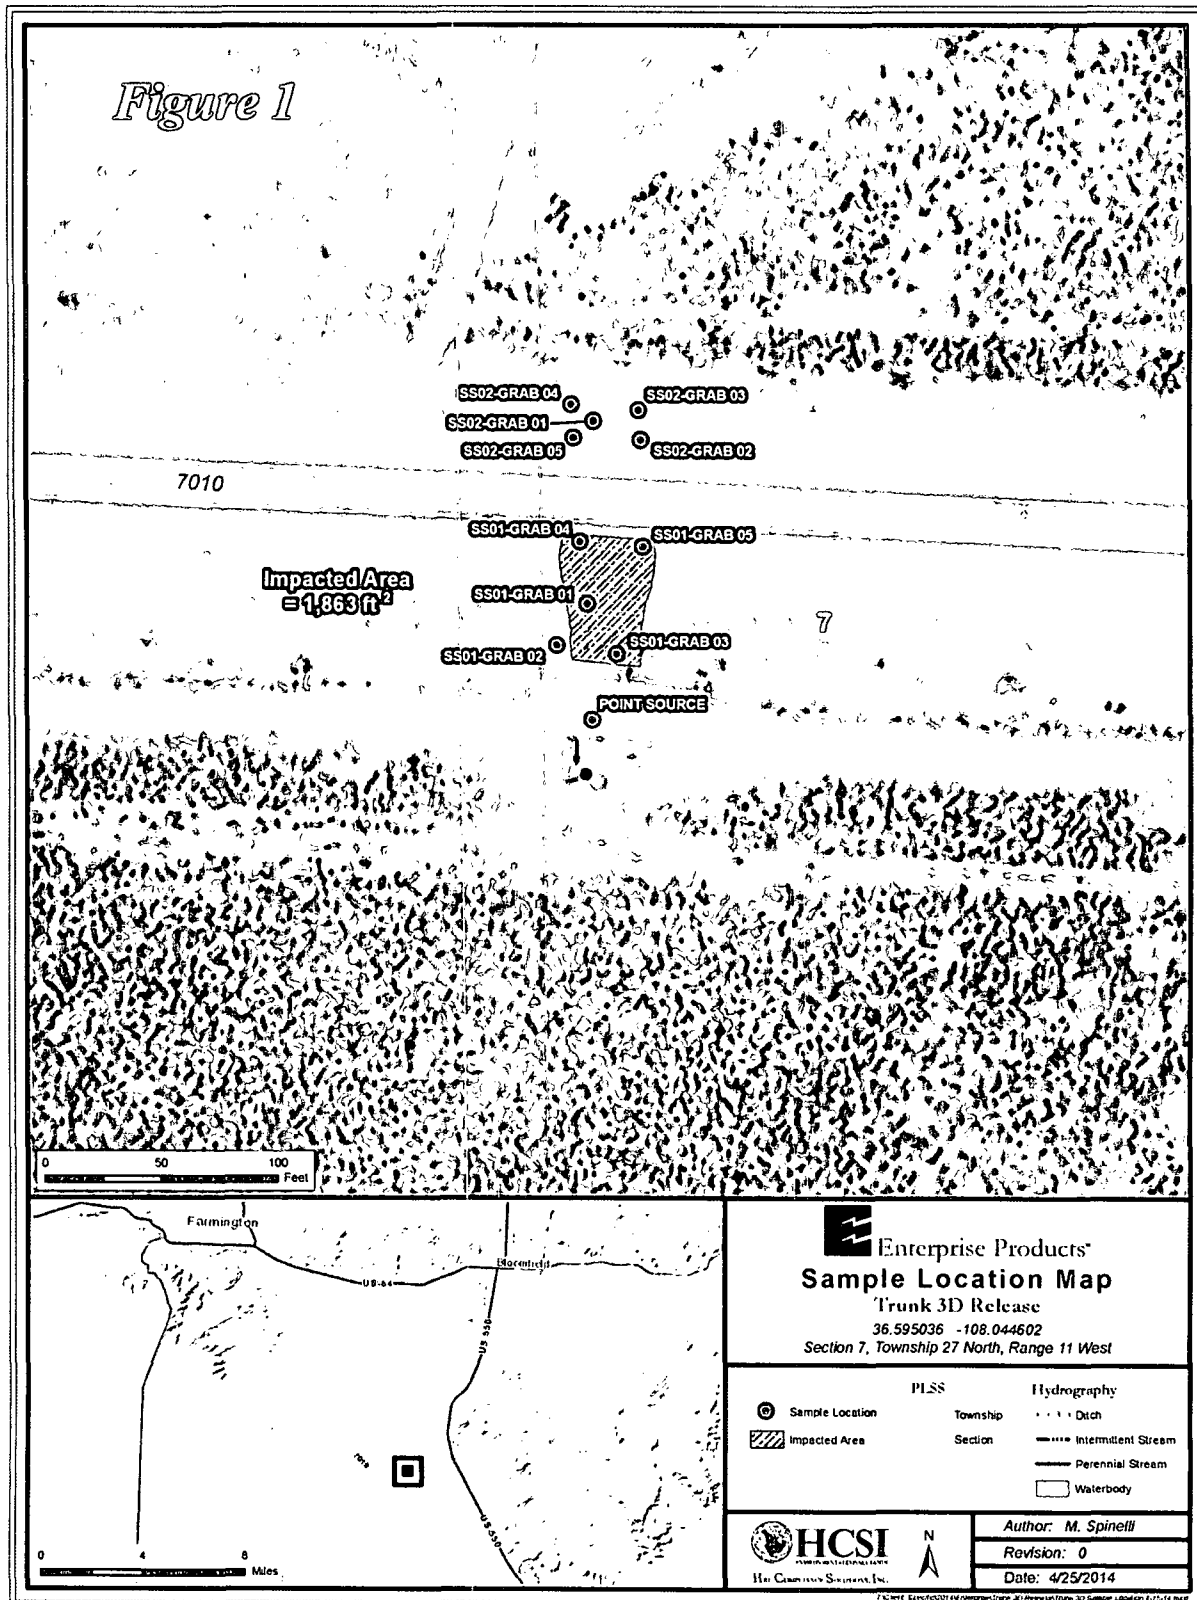 Figure 1
SS02-GRAB 04
SS02-GRAB 03
SS02-GRAB 01
SS02-GRAB 05
SS02-GRAB 02
7010
SS01-GRAB 04
SS01-GRAB 05
Impacted Area
= 1,863 ft²
SS01-GRAB 01
7
SS01-GRAB 02
SS01-GRAB 03
POINT SOURCE
0 50 100
Feet
Farmington
Bloomfield
US-64
US 550
7010
US-550
0 4 8
Miles
Enterprise Products
Sample Location Map
Trunk 3D Release
36.595036 -108.044602
Section 7, Township 27 North, Range 11 West
PLSS
Hydrography
Sample Location
Township
Ditch
Impacted Area
Section
Intermittent Stream
Perennial Stream
Waterbody
HCSI
N
Author: M. Spinelli
Revision: 0
Date: 4/25/2014